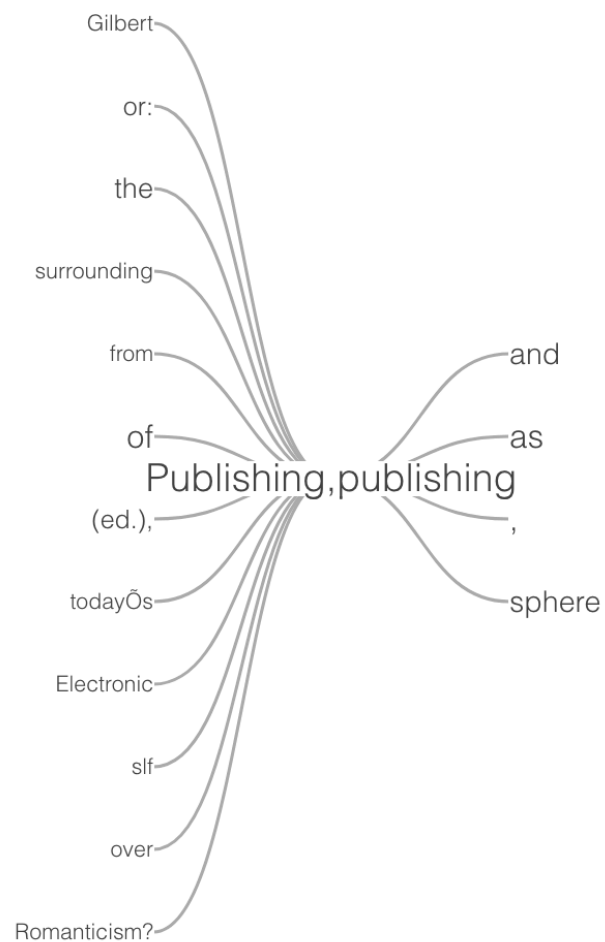 Gilbert
or:
the
surrounding
from
and
of
as
Publishing,publishing
(ed.),
,
todayÕs
sphere
Electronic
slf
over
Romanticism?